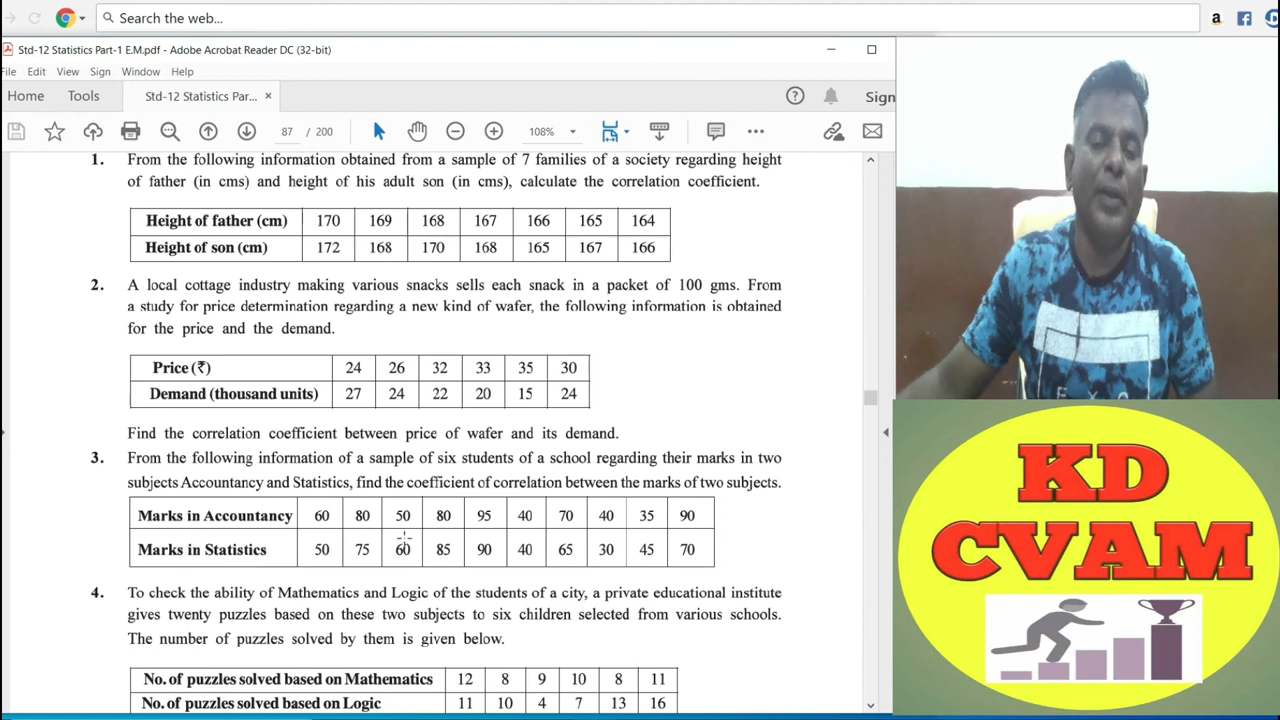 Search the web...
a
Std-12 Statistics Part-1 E.M.pdf - Adobe Acrobat Reader DC (32-bit)
File Edit View Sign Window Help
Home Tools Std-12 Statistics Par... × Sign
87 / 200 108%
1. From the following information obtained from a sample of 7 families of a society regarding height
of father (in cms) and height of his adult son (in cms), calculate the correlation coefficient.
Height of father (cm) 170 169 168 167 166 165 164
Height of son (cm) 172 168 170 168 165 167 166
2. A local cottage industry making various snacks sells each snack in a packet of 100 gms. From
a study for price determination regarding a new kind of wafer, the following information is obtained
for the price and the demand.
Price (₹) 24 26 32 33 35 30
Demand (thousand units) 27 24 22 20 15 24
Find the correlation coefficient between price of wafer and its demand.
3. From the following information of a sample of six students of a school regarding their marks in two
subjects Accountancy and Statistics, find the coefficient of correlation between the marks of two subjects.
Marks in Accountancy 60 80 50 80 95 40 70 40 35 90
Marks in Statistics 50 75 60 85 90 40 65 30 45 70
4. To check the ability of Mathematics and Logic of the students of a city, a private educational institute
gives twenty puzzles based on these two subjects to six children selected from various schools.
The number of puzzles solved by them is given below.
No. of puzzles solved based on Mathematics 12 8 9 10 8 11
No. of puzzles solved based on Logic 11 10 4 7 13 16
KD
CVAM